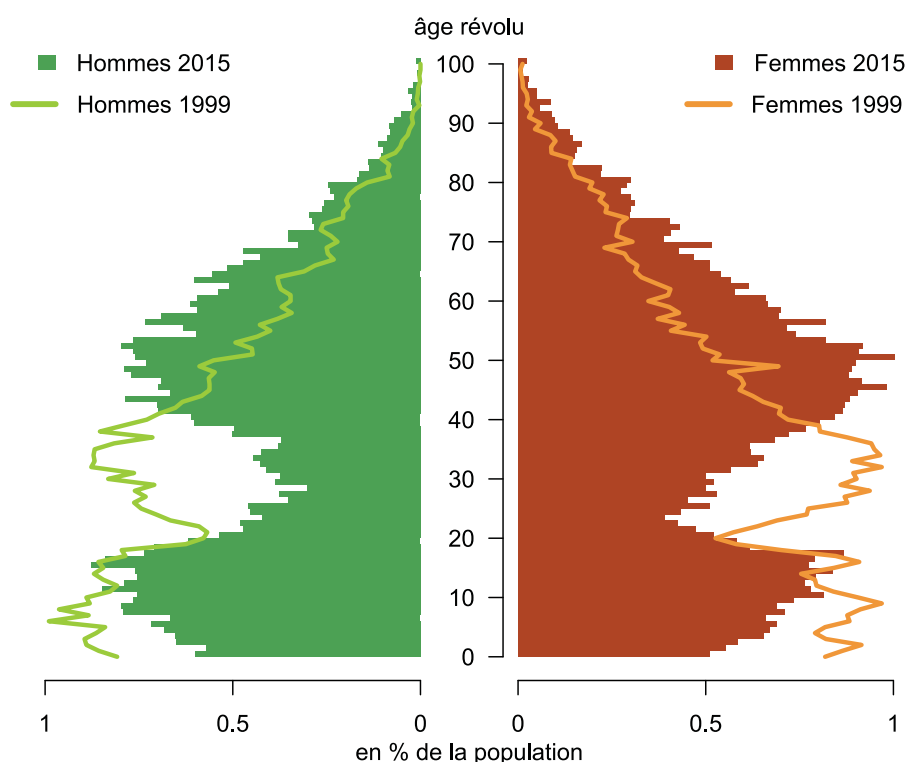 âge révolu
Hommes 2015
Hommes 1999
Femmes 2015
Femmes 1999
100
90
80
70
60
50
40
30
20
10
0
1 0.5 0 0 0.5 1
en % de la population